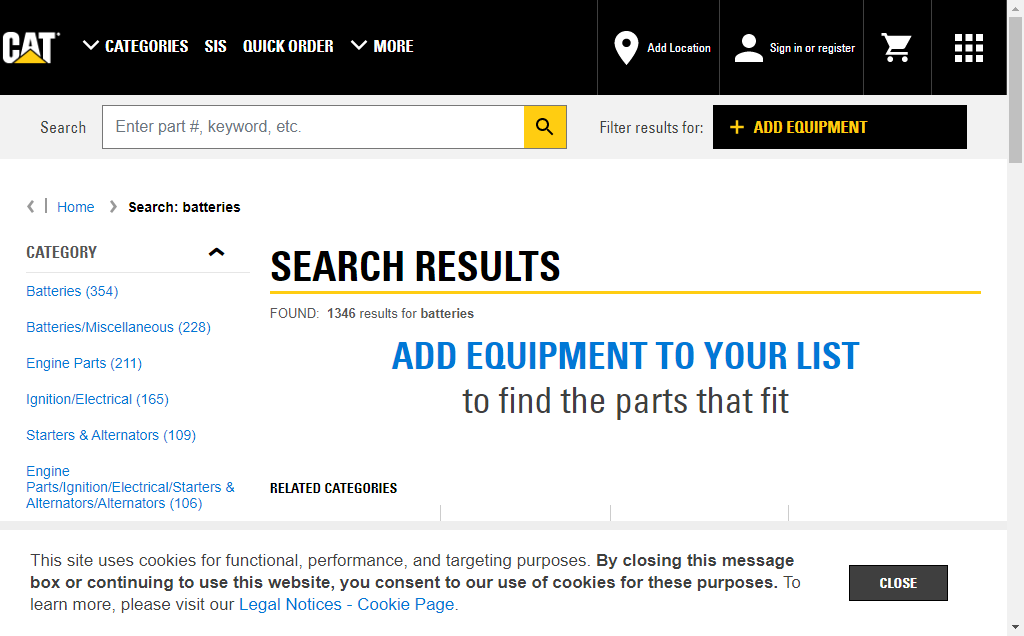 CAT
CATEGORIES SIS QUICK ORDER MORE
Add Location
Sign in or register
Search
Enter part #, keyword, etc.
Filter results for:
+ ADD EQUIPMENT
Home
Search: batteries
CATEGORY
Batteries (354)
Batteries/Miscellaneous (228)
Engine Parts (211)
Ignition/Electrical (165)
Starters & Alternators (109)
Engine
Parts/Ignition/Electrical/Starters &
Alternators/Alternators (106)
SEARCH RESULTS
FOUND: 1346 results for batteries
ADD EQUIPMENT TO YOUR LIST
to find the parts that fit
RELATED CATEGORIES
This site uses cookies for functional, performance, and targeting purposes. By closing this message
box or continuing to use this website, you consent to our use of cookies for these purposes. To
learn more, please visit our Legal Notices - Cookie Page.
CLOSE